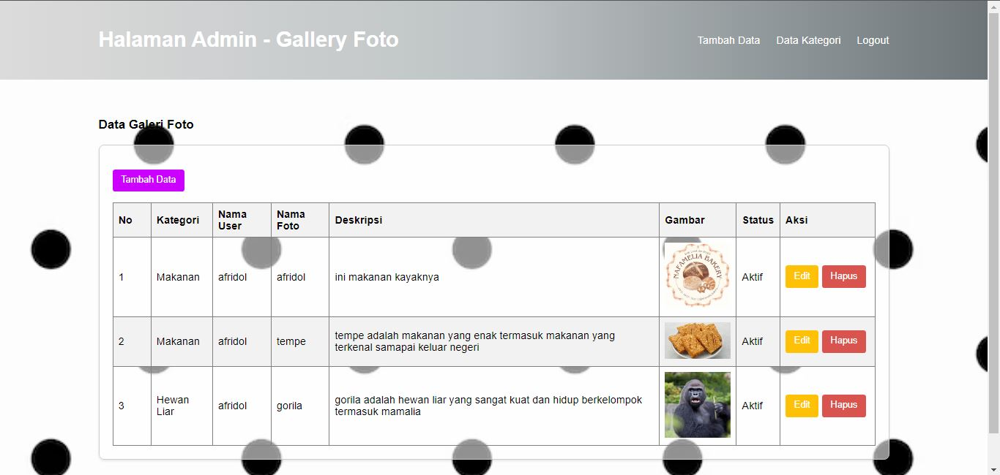 Halaman Admin - Gallery Foto
Tambah Data Data Kategori Logout
Data Galeri Foto
Tambah Data
No Kategori Nama User Nama Foto Deskripsi Gambar Status Aksi
1 Makanan afridol afridol ini makanan kayaknya Aktif Edit Hapus
NAFAMELIA BAKERY
2 Makanan afridol tempe tempe adalah makanan yang enak termasuk makanan yang
terkenal samapai keluar negeri Aktif Edit Hapus
3 Hewan Liar afridol gorila gorila adalah hewan liar yang sangat kuat dan hidup berkelompok
termasuk mamalia Aktif Edit Hapus